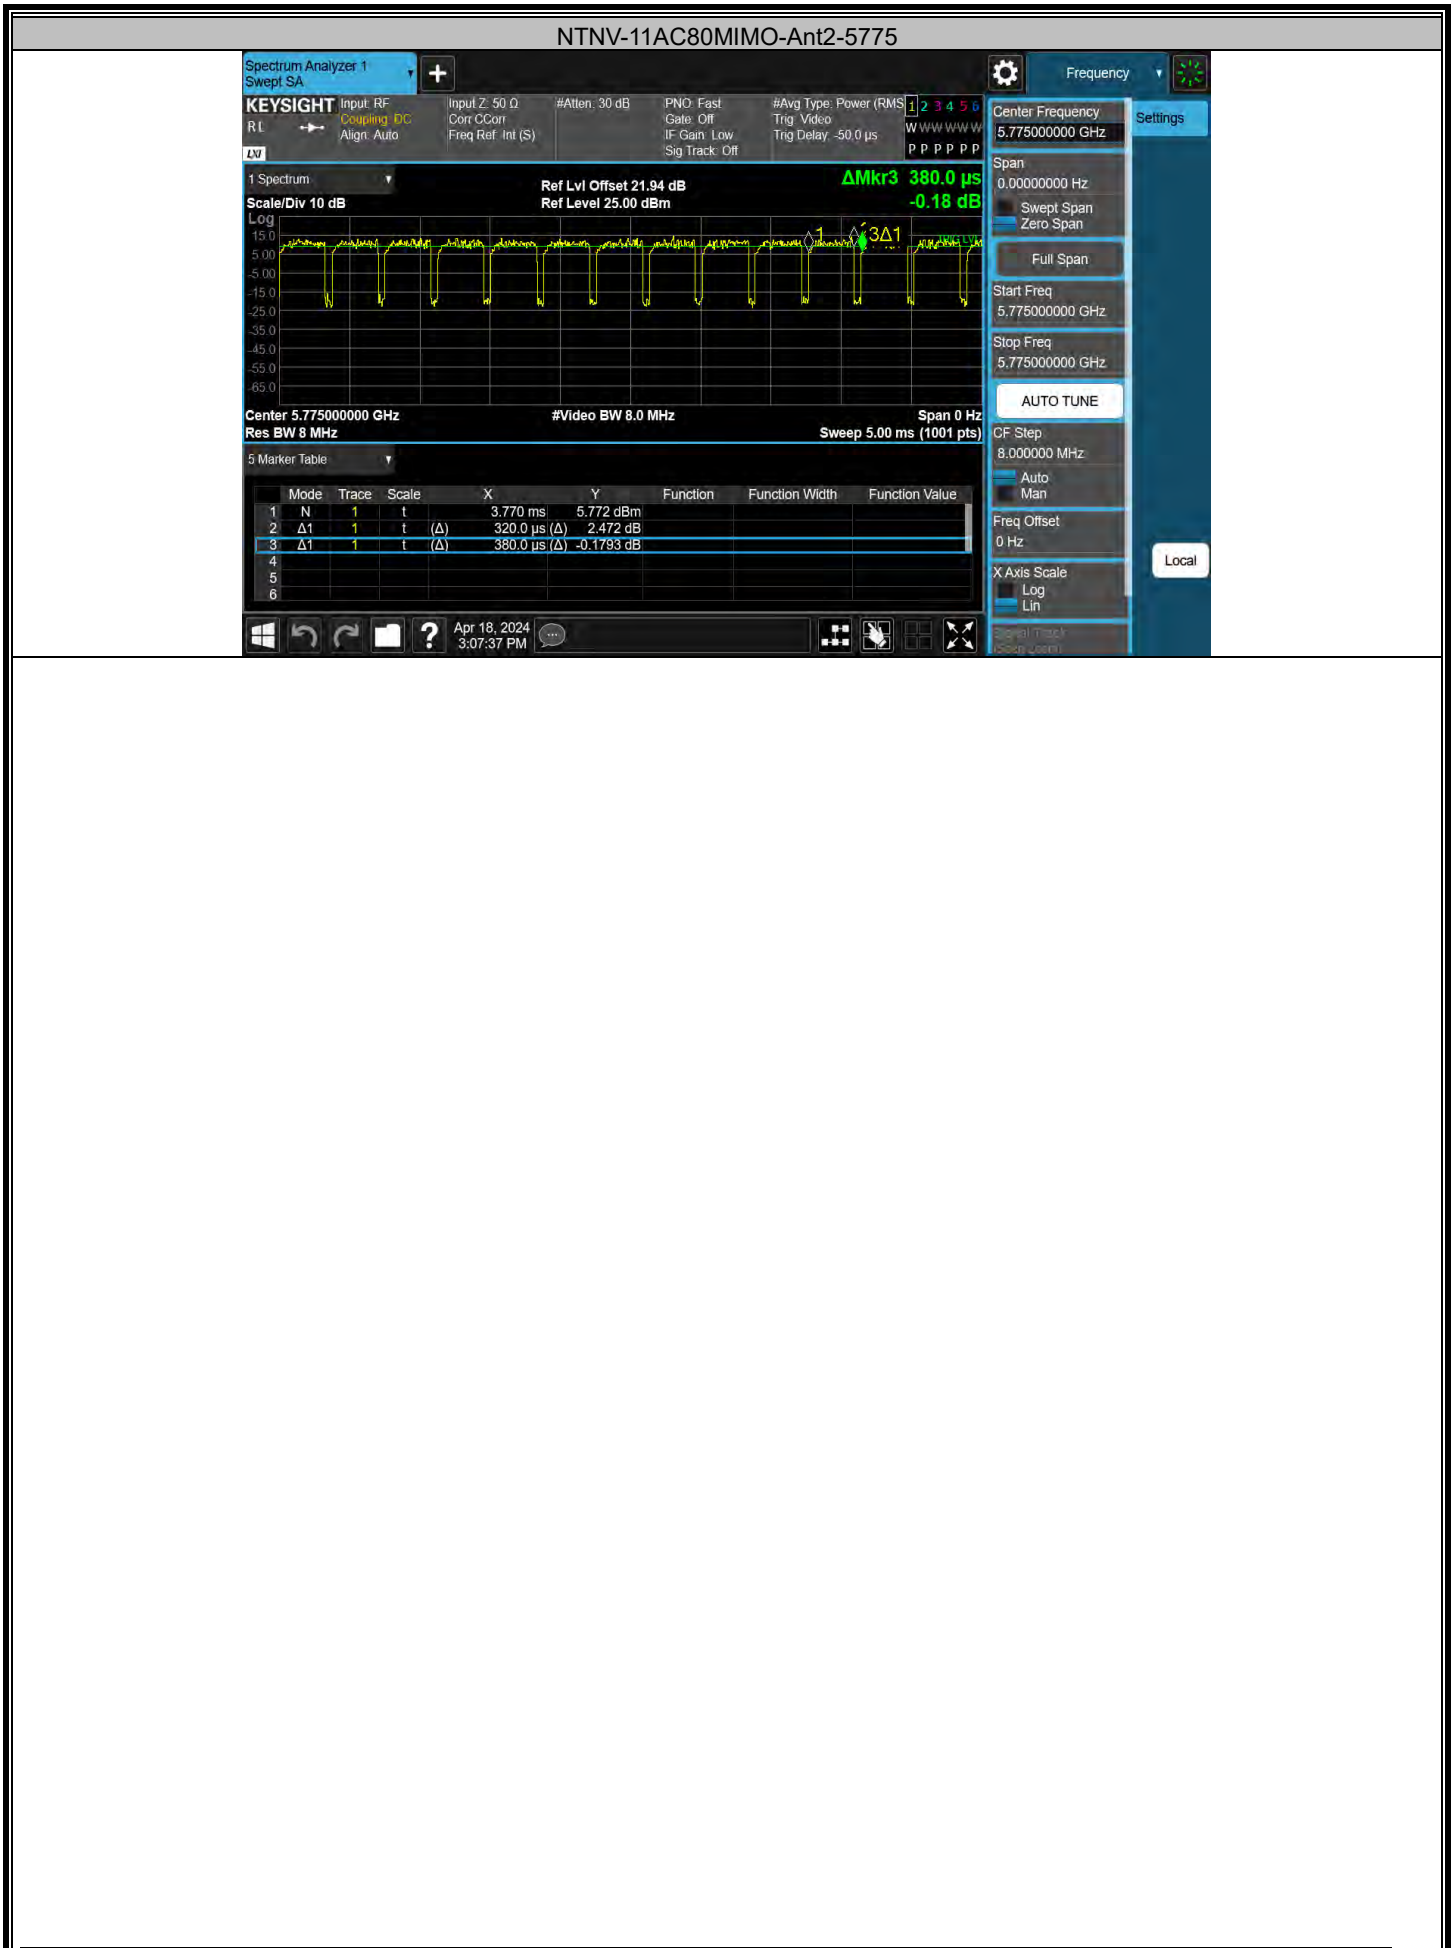 NTNV-11AC80MIMO-Ant2-5775
Spectrum Analyzer 1
Swept SA
Frequency
KEYSIGHT
RL
LXI
Input: RF
Coupling: DC
Align: Auto
Input Z: 50 Ω
Corr CCorr
Freq Ref: Int (S)
#Atten: 30 dB
PNO: Fast
Gate: Off
IF Gain: Low
Sig Track: Off
#Avg Type: Power (RMS
Trig: Video
Trig Delay: -50.0 µs
1 2 3 4 5 6
W W W W W W
P P P P P P
1 Spectrum
Scale/Div 10 dB
Ref Lvl Offset 21.94 dB
Ref Level 25.00 dBm
ΔMkr3 380.0 µs
-0.18 dB
Log
15.0
5.00
-5.00
-15.0
-25.0
-35.0
-45.0
-55.0
-65.0
1
3Δ1
TRIG LVL
Center 5.775000000 GHz
#Video BW 8.0 MHz
Span 0 Hz
Res BW 8 MHz
Sweep 5.00 ms (1001 pts)
5 Marker Table
Mode Trace Scale X Y Function Function Width Function Value
1 N 1 t 3.770 ms 5.772 dBm
2 Δ1 1 t (Δ) 320.0 µs (Δ) 2.472 dB
3 Δ1 1 t (Δ) 380.0 µs (Δ) -0.1793 dB
4
5
6
Apr 18, 2024
3:07:37 PM
Center Frequency
5.775000000 GHz
Span
0.00000000 Hz
Swept Span
Zero Span
Full Span
Start Freq
5.775000000 GHz
Stop Freq
5.775000000 GHz
AUTO TUNE
CF Step
8.000000 MHz
Auto
Man
Freq Offset
0 Hz
X Axis Scale
Log
Lin
Signal Track
(Span Zoom)
Settings
Local